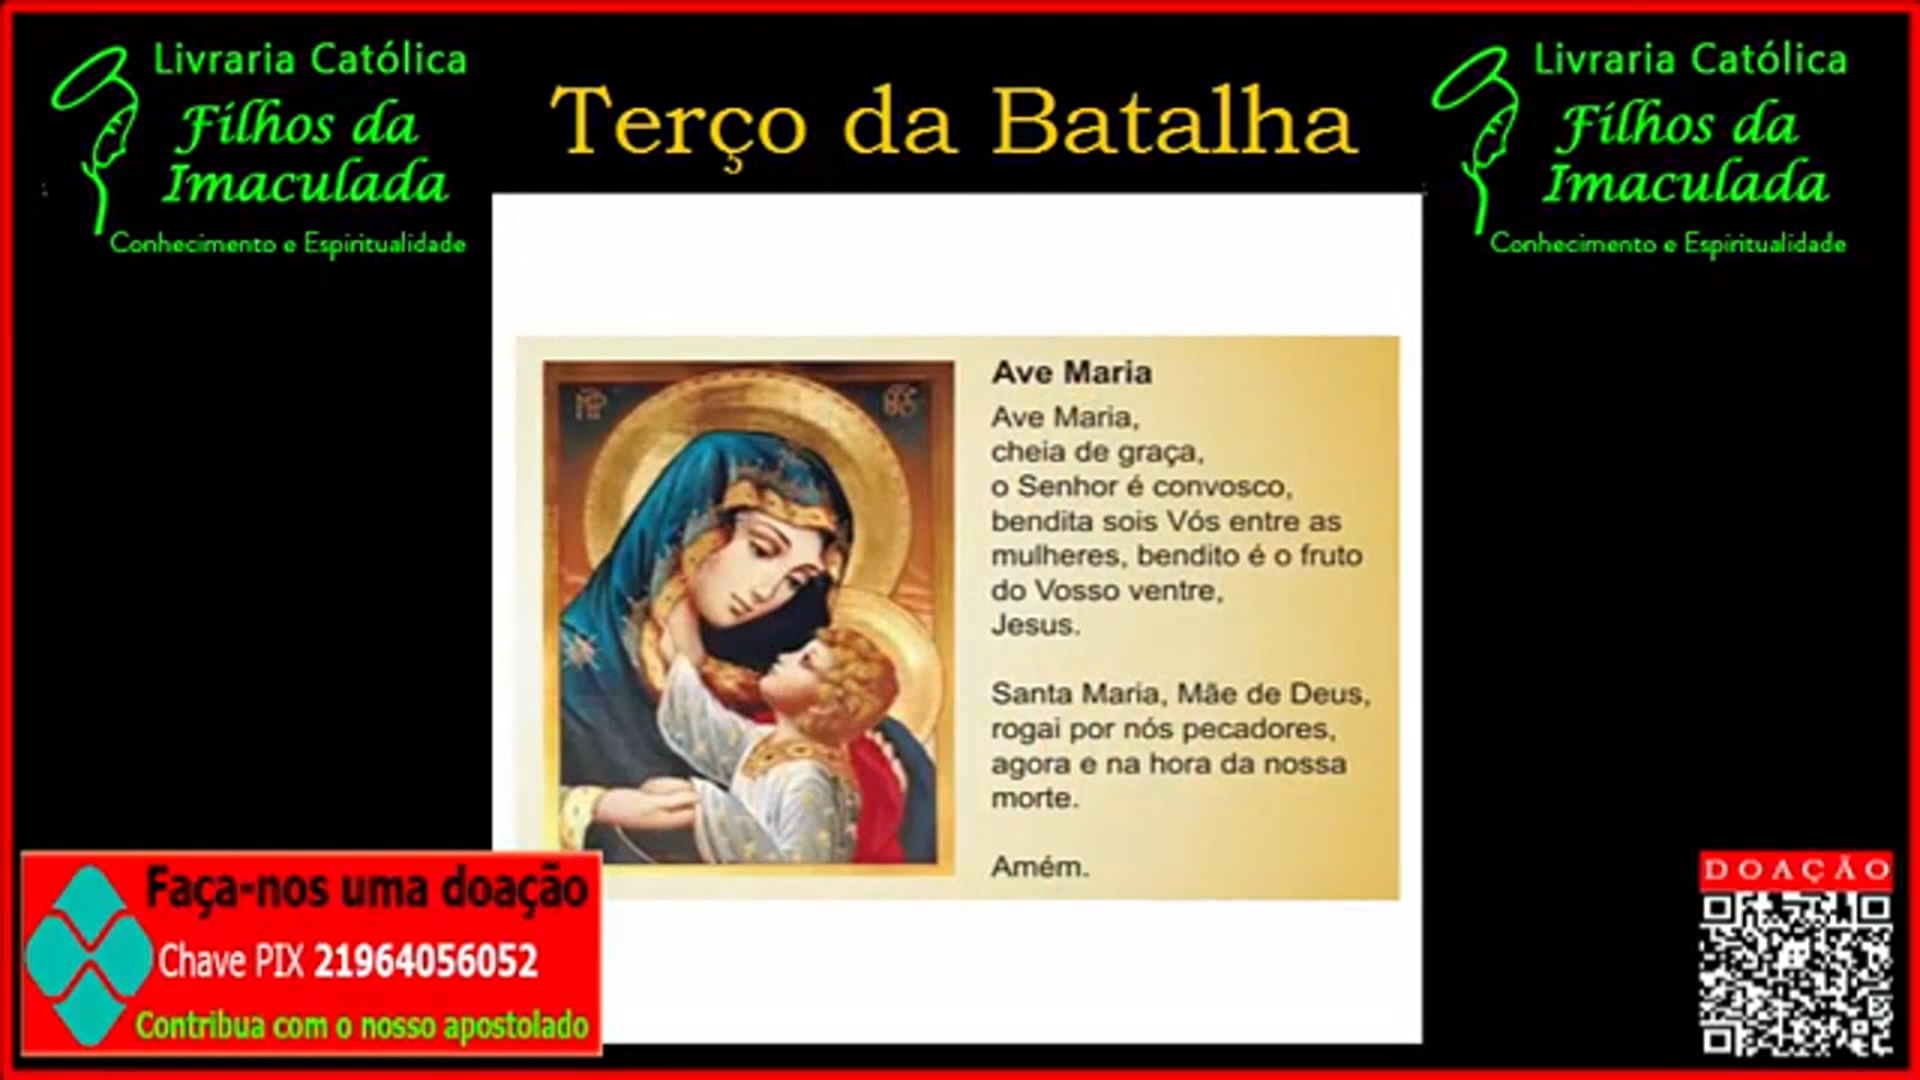 Livraria Católica
Filhos da
Imaculada
Conhecimento e Espiritualidade
Terço da Batalha
Livraria Católica
Filhos da
Imaculada
Conhecimento e Espiritualidade
Ave Maria
Ave Maria,
cheia de graça,
o Senhor é convosco,
bendita sois Vós entre as
mulheres, bendito é o fruto
do Vosso ventre,
Jesus.
Santa Maria, Mãe de Deus,
rogai por nós pecadores,
agora e na hora da nossa
morte.
Amém.
Faça-nos uma doação
Chave PIX 21964056052
Contribua com o nosso apostolado
DOAÇÃO